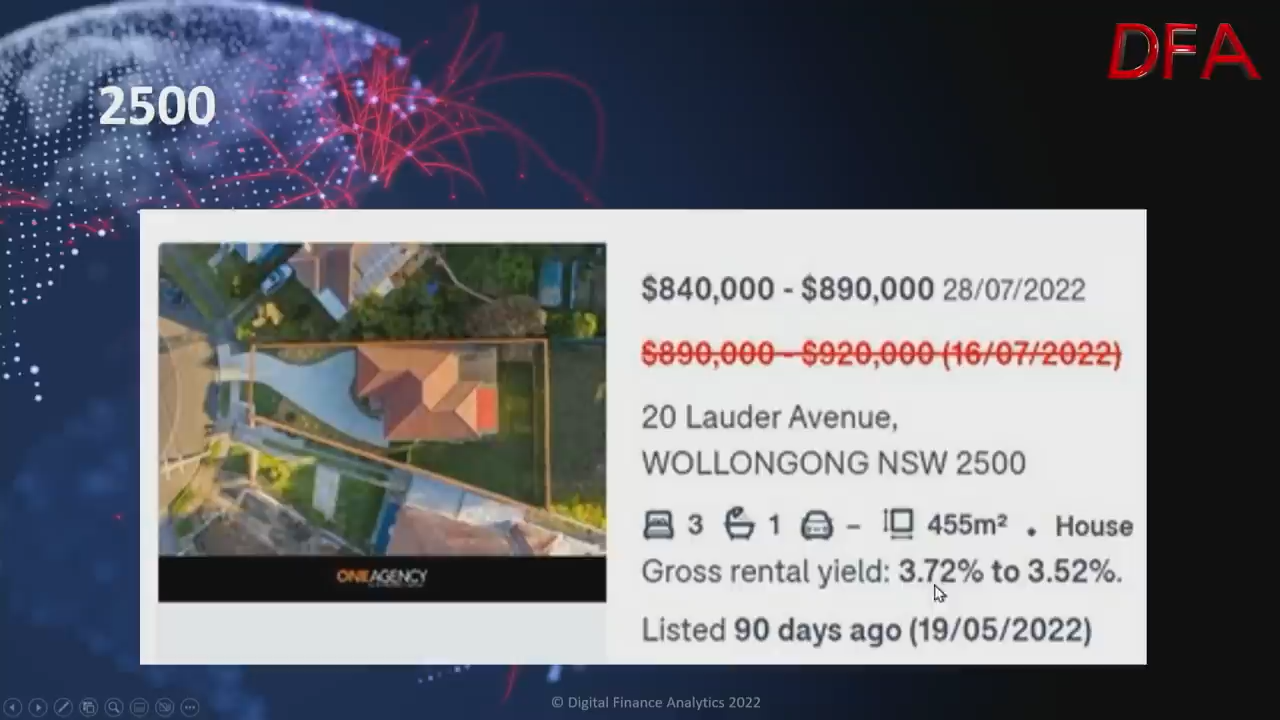 DFA
2500
$840,000 - $890,000 28/07/2022
$890,000 - $920,000 (16/07/2022)
20 Lauder Avenue,
WOLLONGONG NSW 2500
3 1 – 455m² . House
Gross rental yield: 3.72% to 3.52%.
Listed 90 days ago (19/05/2022)
ONEAGENCY
© Digital Finance Analytics 2022